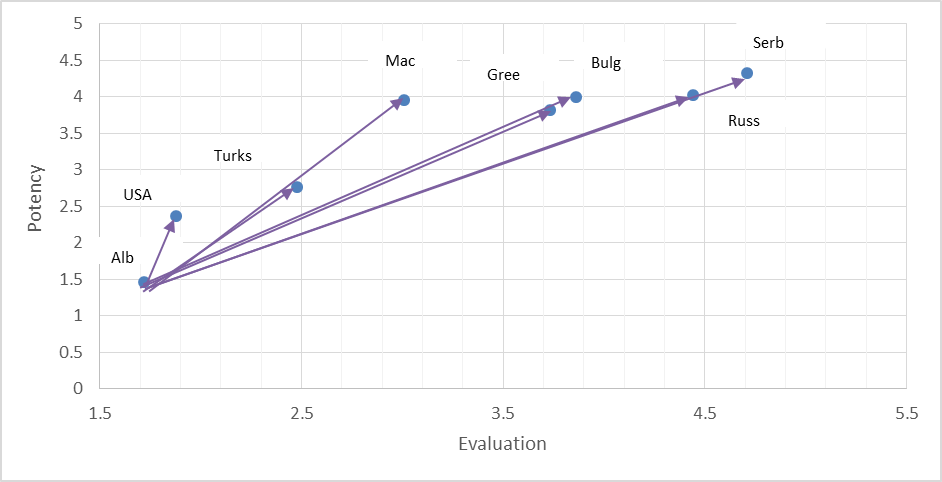 5
4.5
4
3.5
3
2.5
2
1.5
1
0.5
0
Potency
Serb
Mac
Bulg
Gree
Russ
Turks
USA
Alb
1.5 2.5 3.5 4.5 5.5
Evaluation